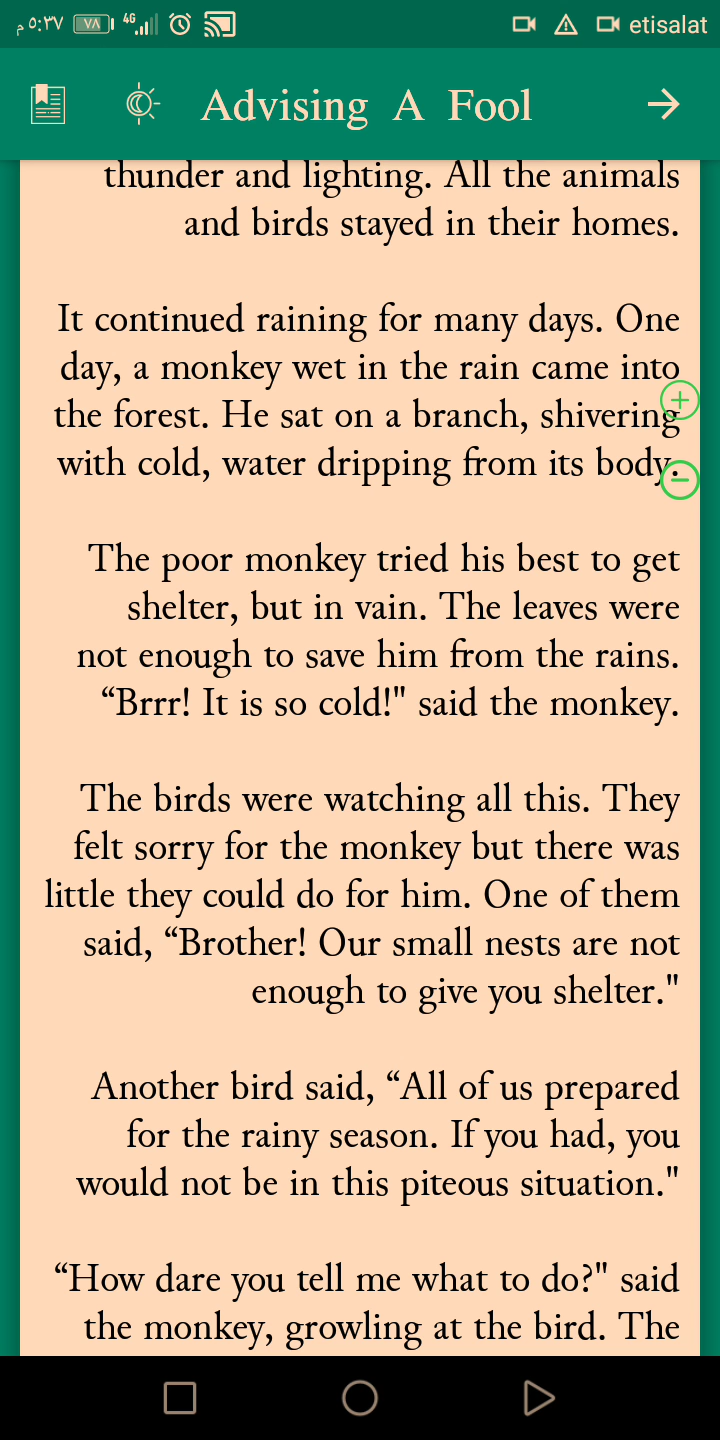 م ٥:٣٧ ٧٨ 4G etisalat
Advising A Fool
thunder and lighting. All the animals
and birds stayed in their homes.
It continued raining for many days. One
day, a monkey wet in the rain came into
the forest. He sat on a branch, shivering
with cold, water dripping from its body.
The poor monkey tried his best to get
shelter, but in vain. The leaves were
not enough to save him from the rains.
“Brrr! It is so cold!" said the monkey.
The birds were watching all this. They
felt sorry for the monkey but there was
little they could do for him. One of them
said, “Brother! Our small nests are not
enough to give you shelter."
Another bird said, “All of us prepared
for the rainy season. If you had, you
would not be in this piteous situation."
“How dare you tell me what to do?" said
the monkey, growling at the bird. The